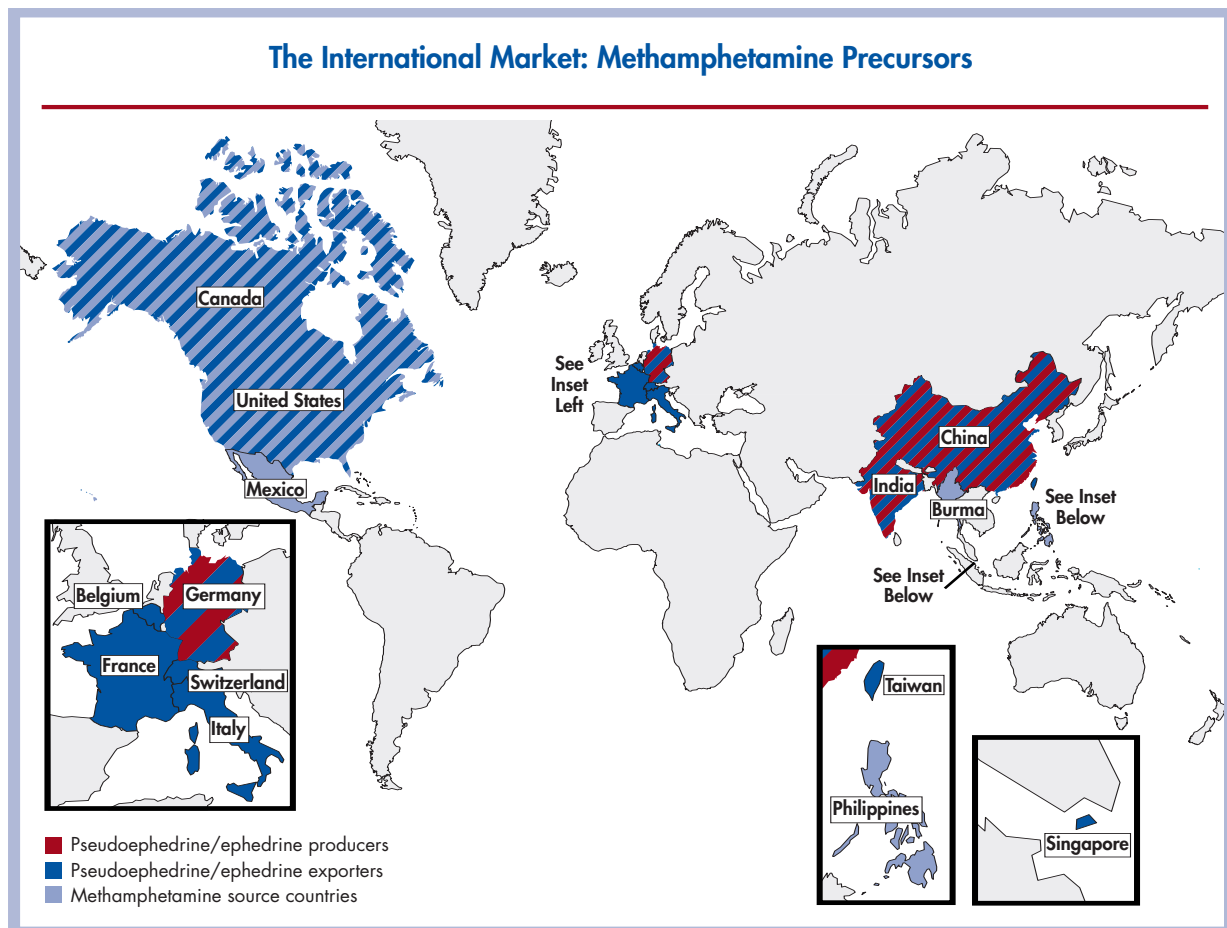 The International Market: Methamphetamine Precursors
Canada
United States
Mexico
See
Inset
Left
China
India
Burma
See Inset
Below
See Inset
Below
Belgium
Germany
France
Switzerland
Italy
Taiwan
Philippines
Singapore
Pseudoephedrine/ephedrine producers
Pseudoephedrine/ephedrine exporters
Methamphetamine source countries